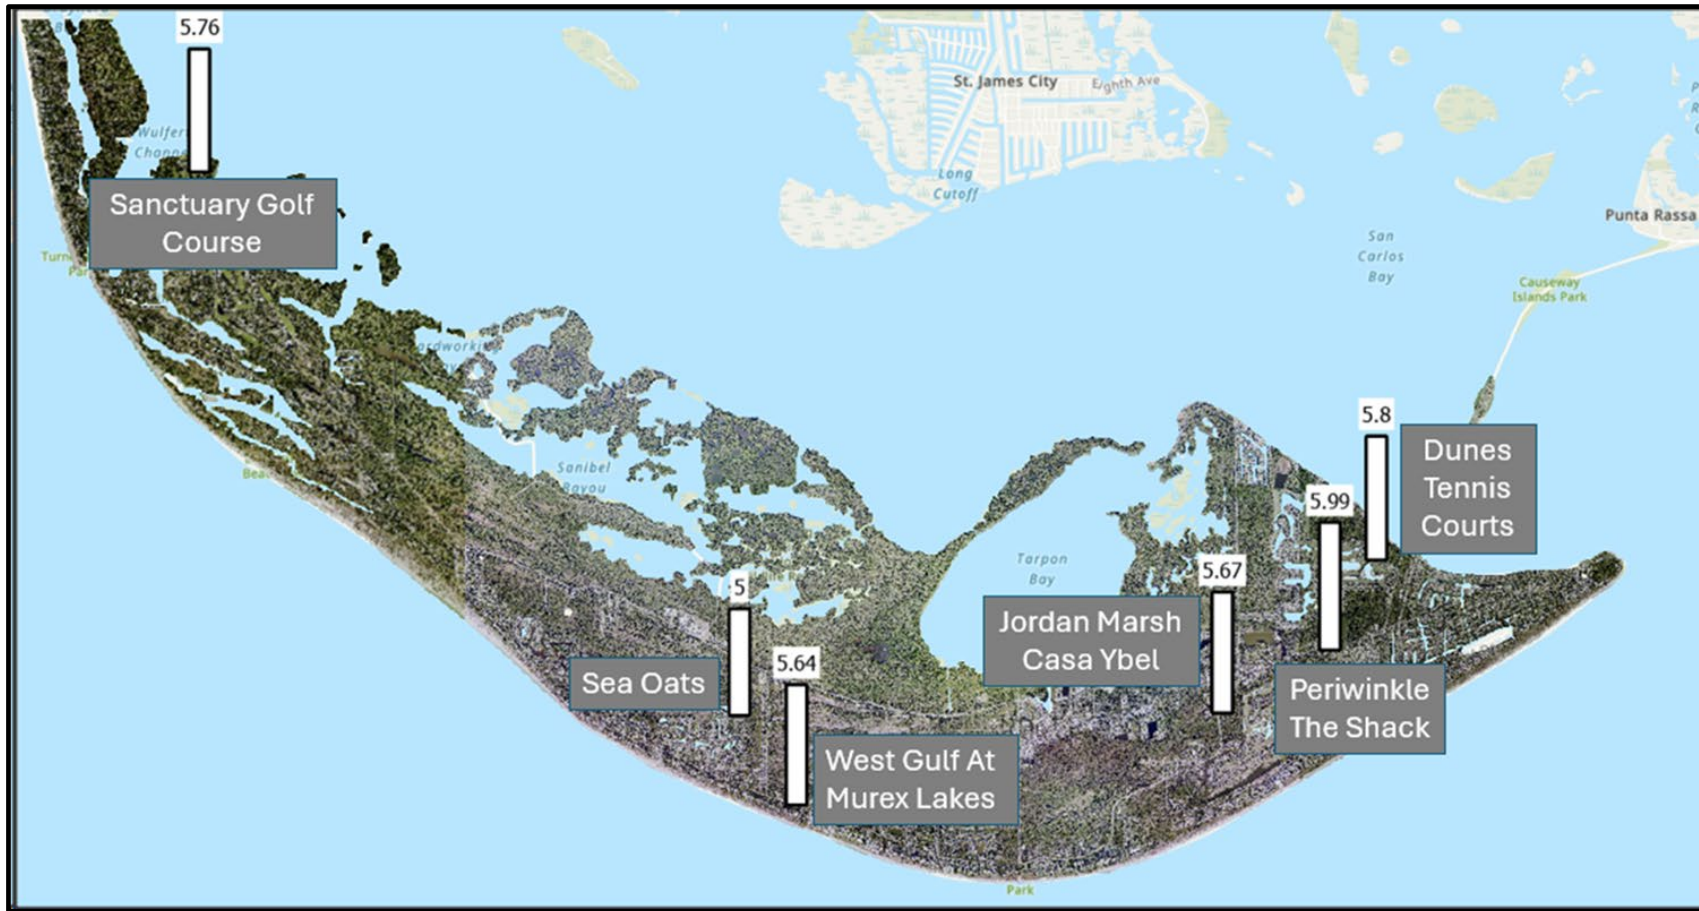 5.76
St. James City
Eighth Ave
Sanctuary Golf
Course
Long
Cutoff
Punta Rassa
San
Carlos
Bay
Causeway
Islands Park
5.8
Dunes
Tennis
Courts
Sanibel
Bayou
5.99
Tarpon
Bay
5.67
5
Jordan Marsh
Casa Ybel
5.64
Sea Oats
Periwinkle
The Shack
West Gulf At
Murex Lakes
Park